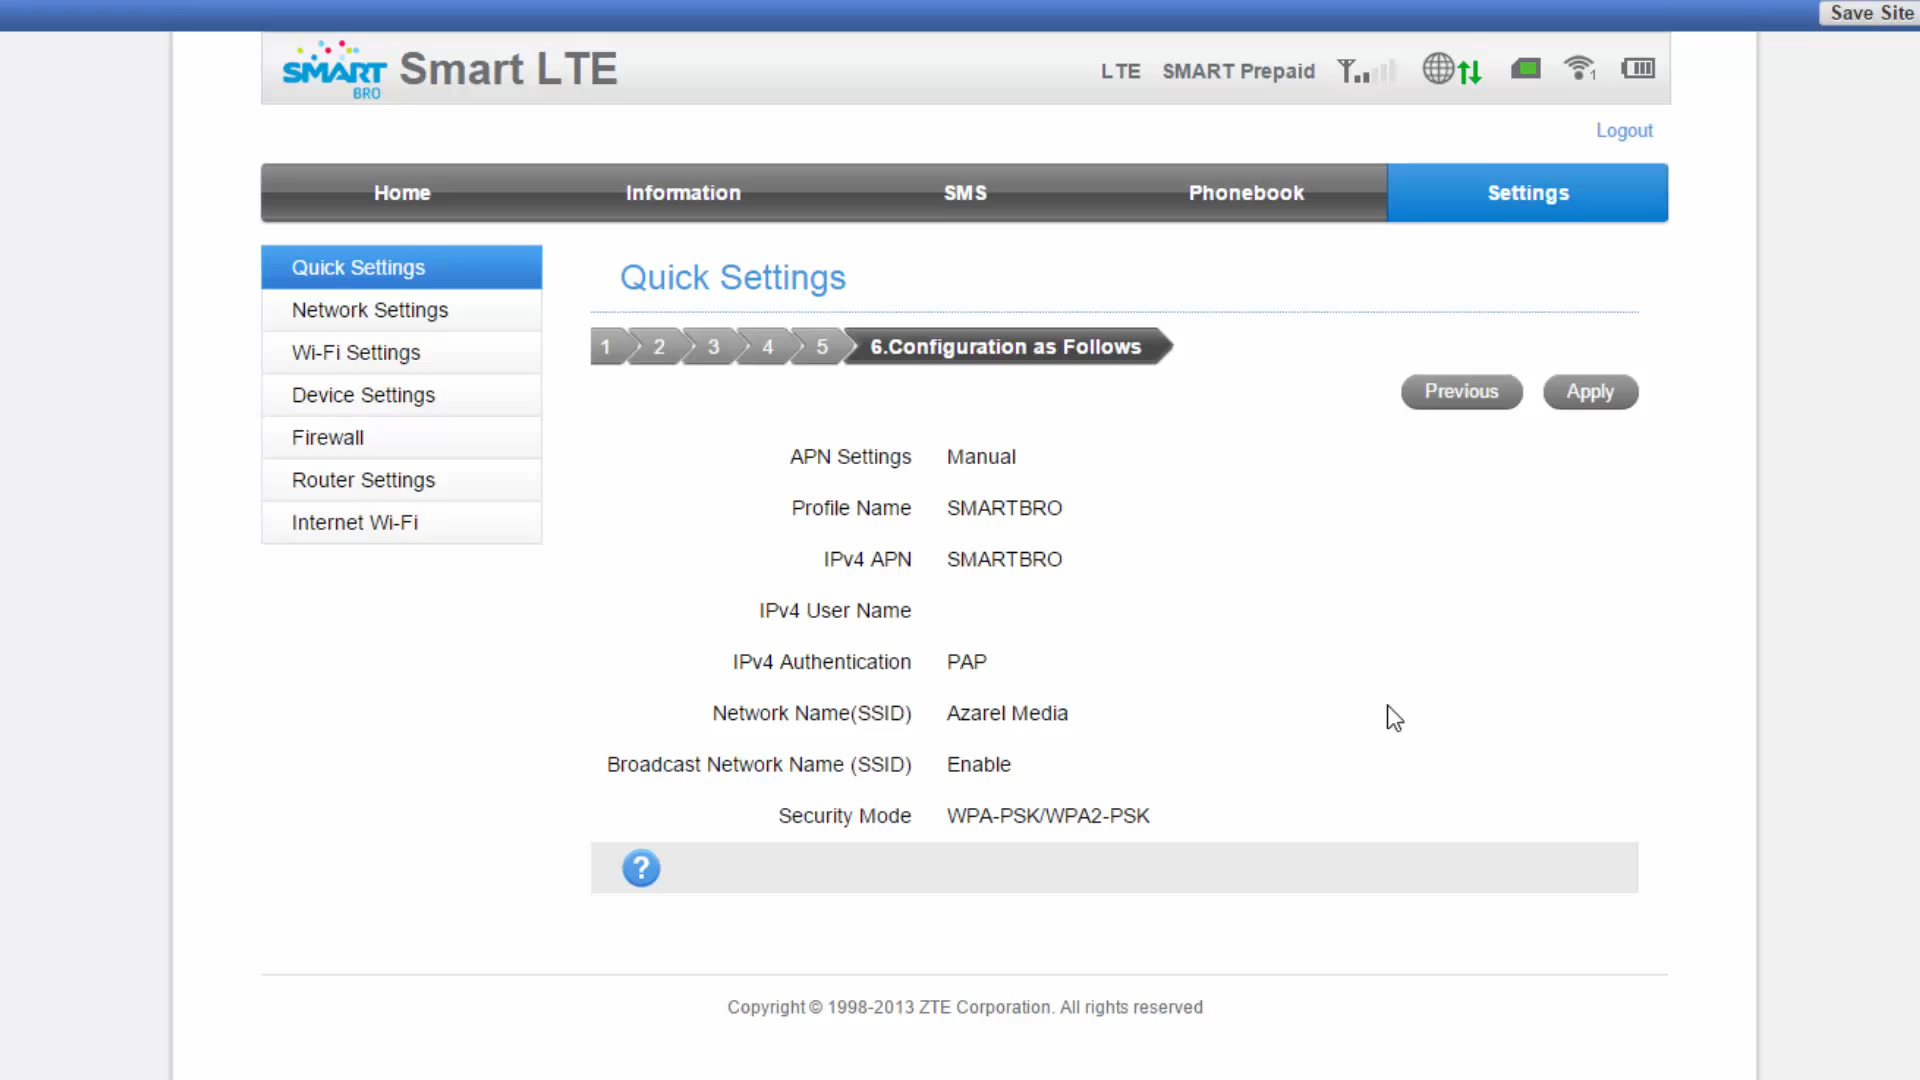 Save Site
SMART BRO Smart LTE
LTE SMART Prepaid 1
Logout
Home Information SMS Phonebook Settings
Quick Settings
Network Settings
Wi-Fi Settings
Device Settings
Firewall
Router Settings
Internet Wi-Fi
Quick Settings
1 2 3 4 5 6.Configuration as Follows
Previous Apply
APN Settings Manual
Profile Name SMARTBRO
IPv4 APN SMARTBRO
IPv4 User Name
IPv4 Authentication PAP
Network Name(SSID) Azarel Media
Broadcast Network Name (SSID) Enable
Security Mode WPA-PSK/WPA2-PSK
?
Copyright © 1998-2013 ZTE Corporation. All rights reserved